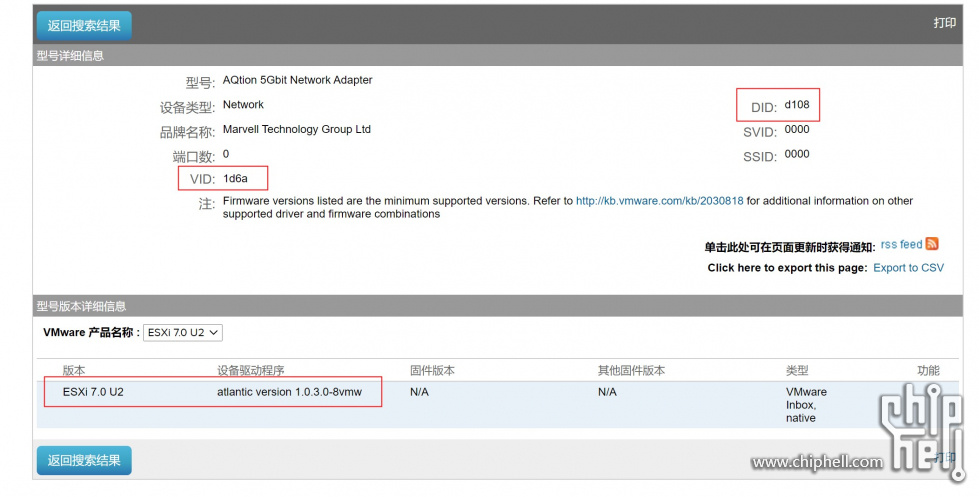 返回搜索结果
打印
型号详细信息
型号: AQtion 5Gbit Network Adapter
设备类型: Network
DID: d108
品牌名称: Marvell Technology Group Ltd
SVID: 0000
端口数: 0
SSID: 0000
VID: 1d6a
注: Firmware versions listed are the minimum supported versions. Refer to http://kb.vmware.com/kb/2030818 for additional information on other
supported driver and firmware combinations
单击此处可在页面更新时获得通知: rss feed
Click here to export this page: Export to CSV
型号版本详细信息
VMware 产品名称 : ESXi 7.0 U2
版本 设备驱动程序 固件版本 其他固件版本 类型 功能
ESXi 7.0 U2 atlantic version 1.0.3.0-8vmw N/A N/A VMware
Inbox,
native
返回搜索结果
打印
www.chiphell.com
chip
hell